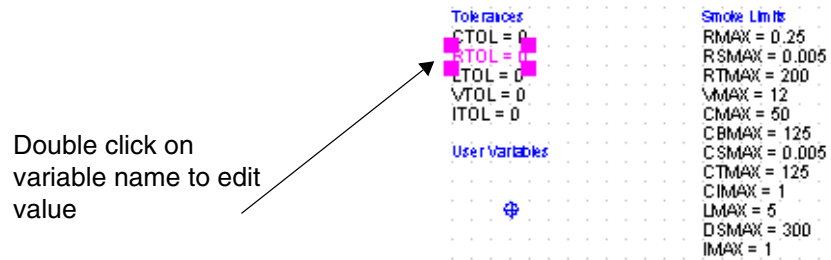 Tolerances
CTOL = 0
RTOL = 0
LTOL = 0
VTOL = 0
ITOL = 0
User Variables
Smoke Limits
RMAX = 0.25
RSMAX = 0.005
RTMAX = 200
VMAX = 12
CMAX = 50
CBMAX = 125
CSMAX = 0.005
CTMAX = 125
CIMAX = 1
LMAX = 5
DSMAX = 300
IMAX = 1
Double click on
variable name to edit
value